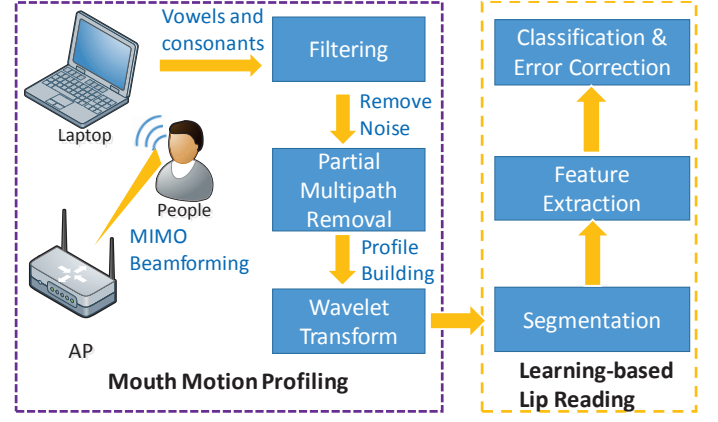 Vowels and
consonants
Filtering
Laptop
Remove
Noise
People
Partial
Multipath
Removal
MIMO
Beamforming
Profile
Building
AP
Wavelet
Transform
Mouth Motion Profiling
Classification &
Error Correction
Feature
Extraction
Segmentation
Learning-based
Lip Reading